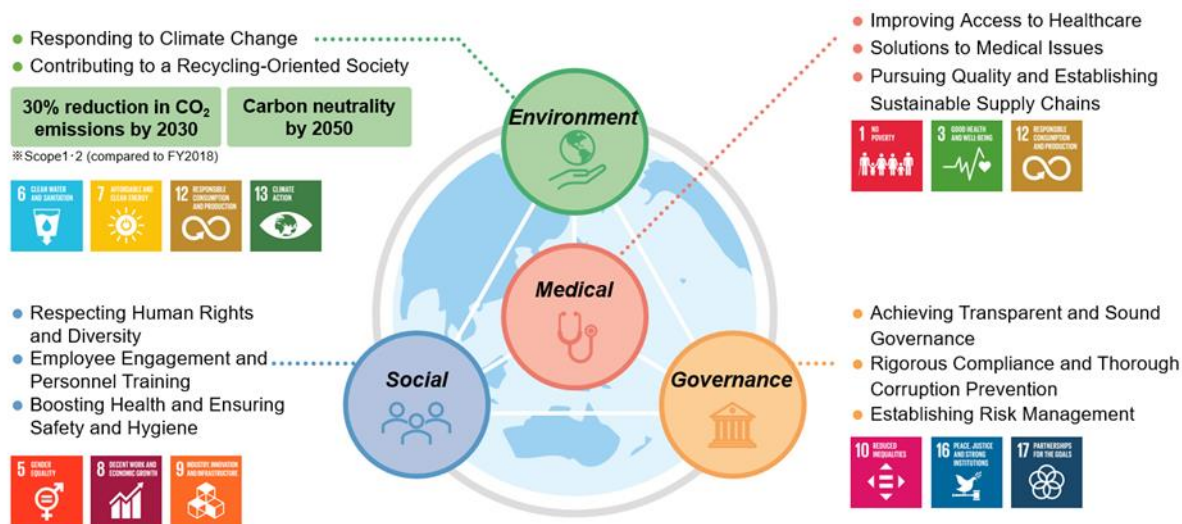 Responding to Climate Change
Contributing to a Recycling-Oriented Society
30% reduction in CO₂
emissions by 2030
Carbon neutrality
by 2050
※Scope1･2 (compared to FY2018)
6 CLEAN WATER
AND SANITATION
7 AFFORDABLE AND
CLEAN ENERGY
12 RESPONSIBLE
CONSUMPTION
AND PRODUCTION
13 CLIMATE
ACTION
Environment
Improving Access to Healthcare
Solutions to Medical Issues
Pursuing Quality and Establishing
Sustainable Supply Chains
1 NO
POVERTY
3 GOOD HEALTH
AND WELL-BEING
12 RESPONSIBLE
CONSUMPTION
AND PRODUCTION
Medical
Respecting Human Rights
and Diversity
Employee Engagement and
Personnel Training
Boosting Health and Ensuring
Safety and Hygiene
5 GENDER
EQUALITY
8 DECENT WORK AND
ECONOMIC GROWTH
9 INDUSTRY, INNOVATION
AND INFRASTRUCTURE
Social
Governance
Achieving Transparent and Sound
Governance
Rigorous Compliance and Thorough
Corruption Prevention
Establishing Risk Management
10 REDUCED
INEQUALITIES
16 PEACE, JUSTICE
AND STRONG
INSTITUTIONS
17 PARTNERSHIPS
FOR THE GOALS